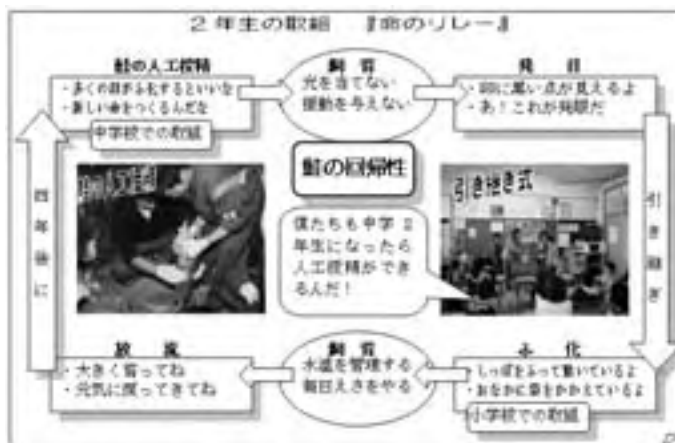 2年生の取組 『命のリレー』
鮭の人工授精
・多くの卵がふ化するといいな
・新しい命をつくるんだな
中学校での取組
飼育
光を当てない
振動を与えない
発眼
・卵に黒い点が見えるよ
・あ!これが発眼だ
引き継ぎ
四年後に
鮭の回帰性
引き継ぎ式
僕たちも中学2
年生になったら
人工授精ができ
るんだ!
放流
・大きく育ってね
・元気に戻ってきてね
飼育
水温を管理する
毎日えさをやる
ふ化
・しっぽをふって動いているよ
・おなかに袋をかかえているよ
小学校での取組